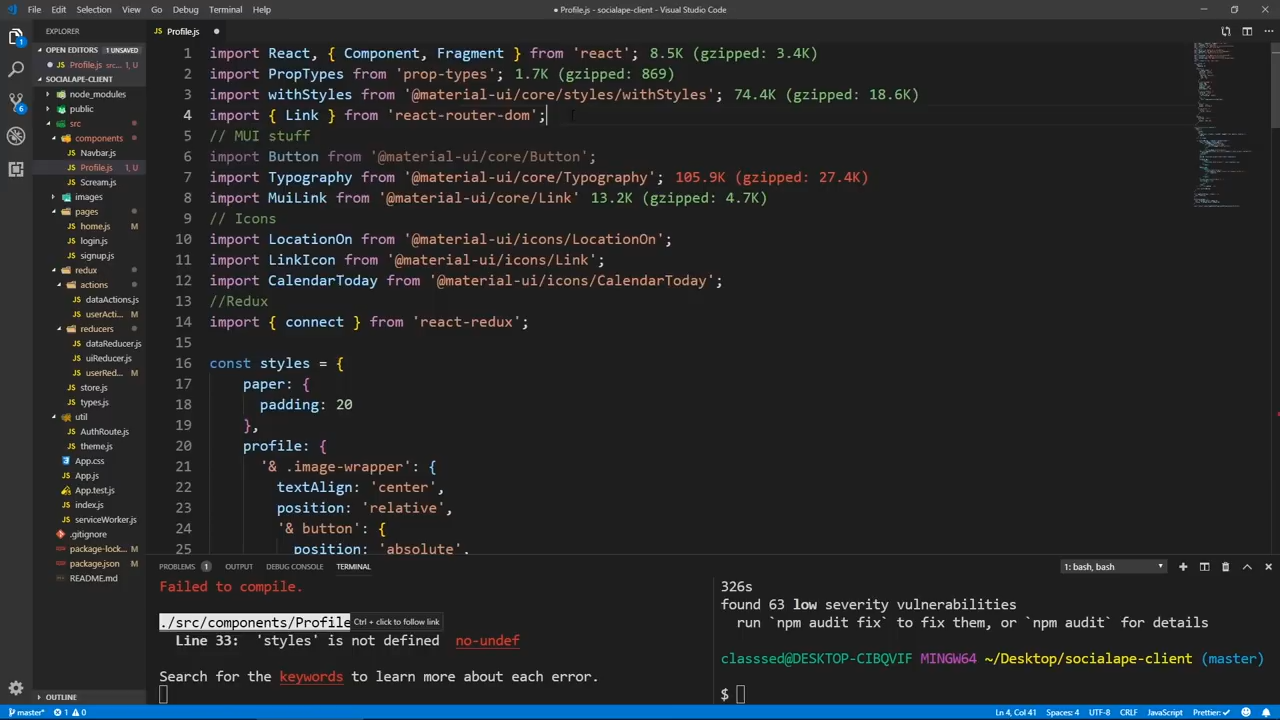 File Edit Selection View Go Debug Terminal Help
● Profile.js - socialape-client - Visual Studio Code
EXPLORER
OPEN EDITORS 1 UNSAVED
Profile.js 1, U
SOCIALAPE-CLIENT
node_modules
public
src
components
Navbar.js
Profile.js 1, U
Scream.js
images
pages
home.js M
login.js
signup.js
redux
actions
dataActions.js
userActi... M
reducers
dataReducer.js
uiReducer.js
userRed... M
store.js
types.js
util
AuthRoute.js
theme.js
App.css
App.js
App.test.js
index.js
serviceWorker.js
.gitignore
package-lock... M
package.json M
README.md
OUTLINE
1
6
Profile.js ●
1 import React, { Component, Fragment } from 'react'; 8.5K (gzipped: 3.4K)
2 import PropTypes from 'prop-types'; 1.7K (gzipped: 869)
3 import withStyles from '@material-ui/core/styles/withStyles'; 74.4K (gzipped: 18.6K)
4 import { Link } from 'react-router-dom';
5 // MUI stuff
6 import Button from '@material-ui/core/Button';
7 import Typography from '@material-ui/core/Typography'; 105.9K (gzipped: 27.4K)
8 import MuiLink from '@material-ui/core/Link' 13.2K (gzipped: 4.7K)
9 // Icons
10 import LocationOn from '@material-ui/icons/LocationOn';
11 import LinkIcon from '@material-ui/icons/Link';
12 import CalendarToday from '@material-ui/icons/CalendarToday';
13 //Redux
14 import { connect } from 'react-redux';
15
16 const styles = {
17 paper: {
18 padding: 20
19 },
20 profile: {
21 '& .image-wrapper': {
22 textAlign: 'center',
23 position: 'relative',
24 '& button': {
25 position: 'absolute',
PROBLEMS 1 OUTPUT DEBUG CONSOLE TERMINAL
1: bash, bash
Failed to compile.
./src/components/Profile
Ctrl + click to follow link
Line 33: 'styles' is not defined no-undef
Search for the keywords to learn more about each error.
326s
found 63 low severity vulnerabilities
run `npm audit fix` to fix them, or `npm audit` for details
classsed@DESKTOP-CIBQVIF MINGW64 ~/Desktop/socialape-client (master)
$
master* 1 0
Ln 4, Col 41 Spaces: 4 UTF-8 CRLF JavaScript Prettier: ✓